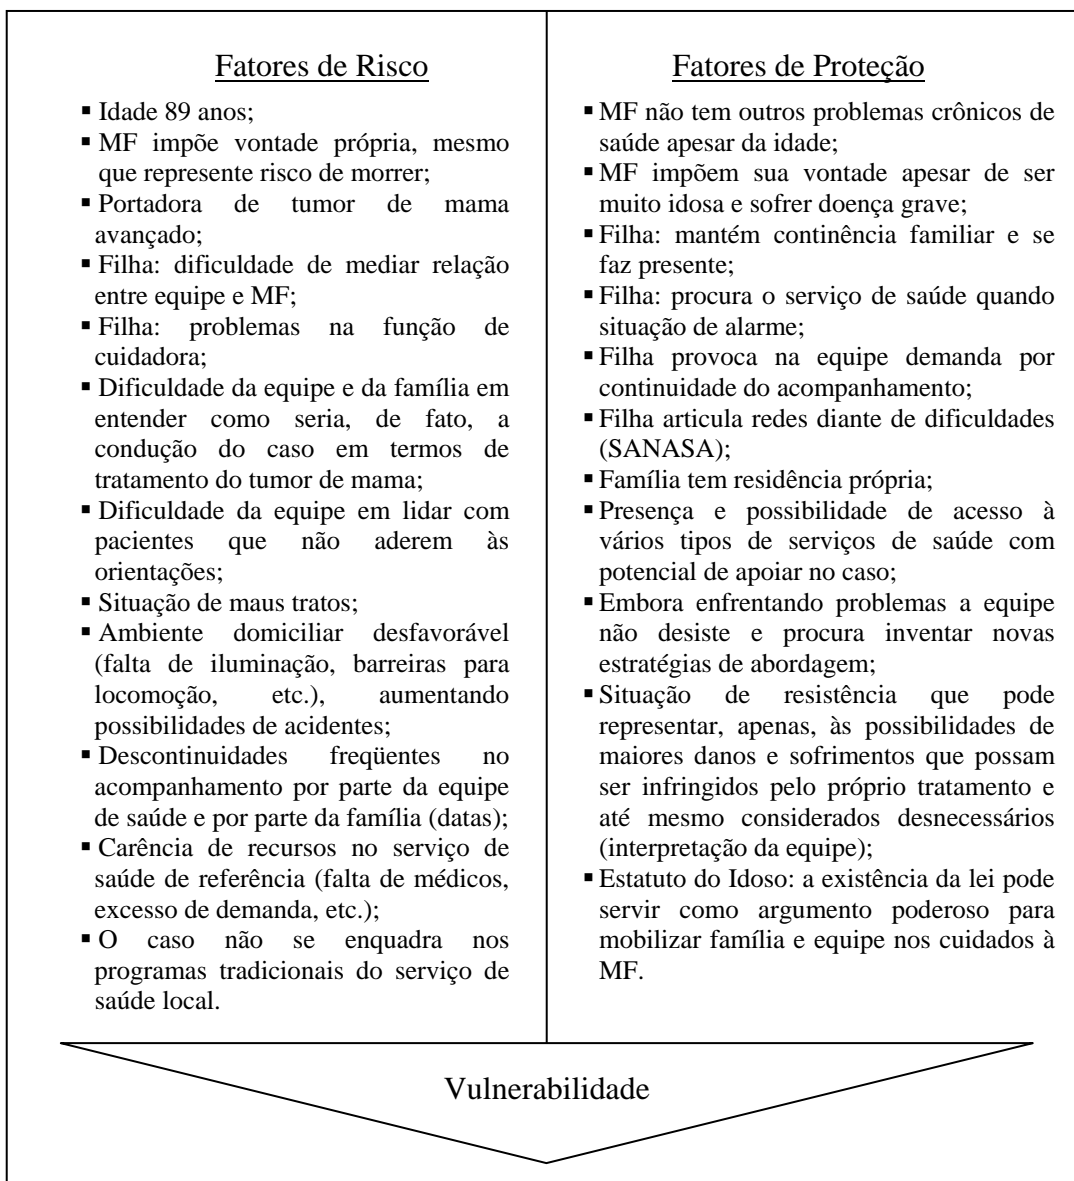 Fatores de Risco
▪ Idade 89 anos;
▪ MF impõe vontade própria, mesmo
que represente risco de morrer;
▪ Portadora de tumor de mama
avançado;
▪ Filha: dificuldade de mediar relação
entre equipe e MF;
▪ Filha: problemas na função de
cuidadora;
▪ Dificuldade da equipe e da família em
entender como seria, de fato, a
condução do caso em termos de
tratamento do tumor de mama;
▪ Dificuldade da equipe em lidar com
pacientes que não aderem às
orientações;
▪ Situação de maus tratos;
▪ Ambiente domiciliar desfavorável
(falta de iluminação, barreiras para
locomoção, etc.), aumentando
possibilidades de acidentes;
▪ Descontinuidades freqüentes no
acompanhamento por parte da equipe
de saúde e por parte da família (datas);
▪ Carência de recursos no serviço de
saúde de referência (falta de médicos,
excesso de demanda, etc.);
▪ O caso não se enquadra nos
programas tradicionais do serviço de
saúde local.
Fatores de Proteção
▪ MF não tem outros problemas crônicos de
saúde apesar da idade;
▪ MF impõem sua vontade apesar de ser
muito idosa e sofrer doença grave;
▪ Filha: mantém continência familiar e se
faz presente;
▪ Filha: procura o serviço de saúde quando
situação de alarme;
▪ Filha provoca na equipe demanda por
continuidade do acompanhamento;
▪ Filha articula redes diante de dificuldades
(SANASA);
▪ Família tem residência própria;
▪ Presença e possibilidade de acesso à
vários tipos de serviços de saúde com
potencial de apoiar no caso;
▪ Embora enfrentando problemas a equipe
não desiste e procura inventar novas
estratégias de abordagem;
▪ Situação de resistência que pode
representar, apenas, às possibilidades de
maiores danos e sofrimentos que possam
ser infringidos pelo próprio tratamento e
até mesmo considerados desnecessários
(interpretação da equipe);
▪ Estatuto do Idoso: a existência da lei pode
servir como argumento poderoso para
mobilizar família e equipe nos cuidados à
MF.
Vulnerabilidade